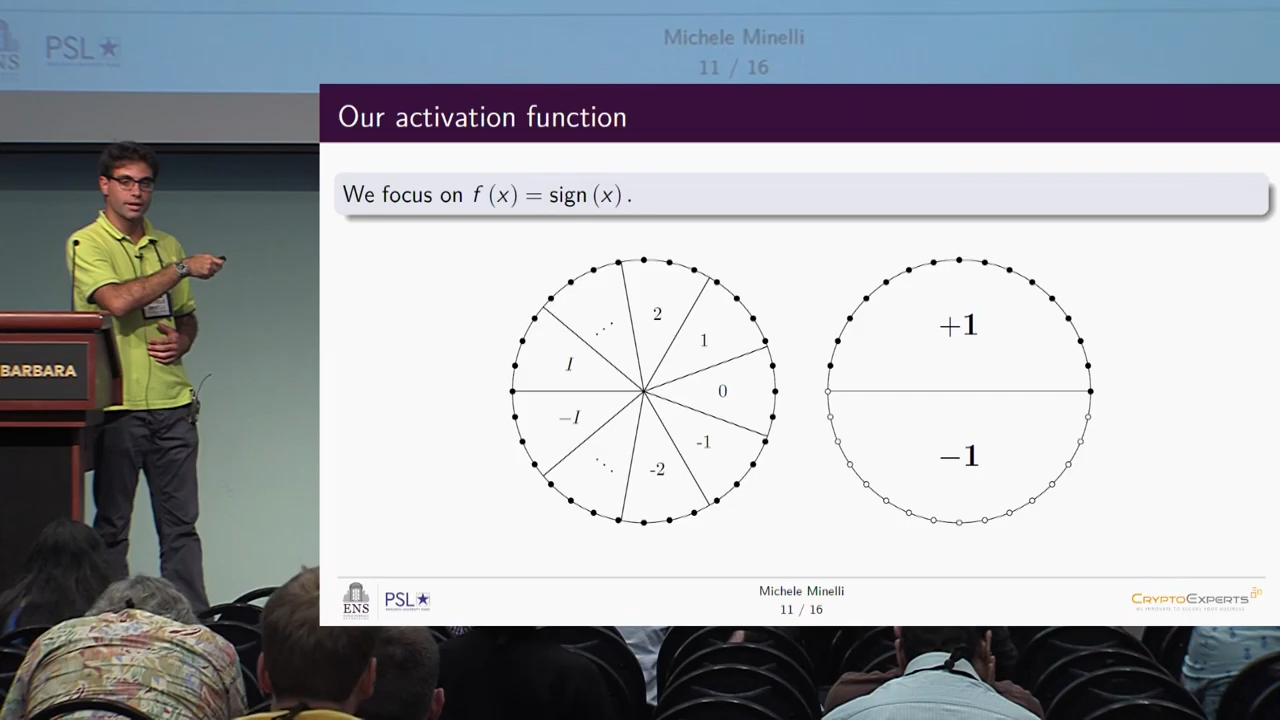 ENS
PSL
Michele Minelli
11 / 16
Our activation function
We focus on f (x) = sign (x) .
2
1
0
-1
-2
...
I
−I
...
+1
−1
BARBARA
ENS
PSL
Michele Minelli
11 / 16
CRYPTOEXPERTS